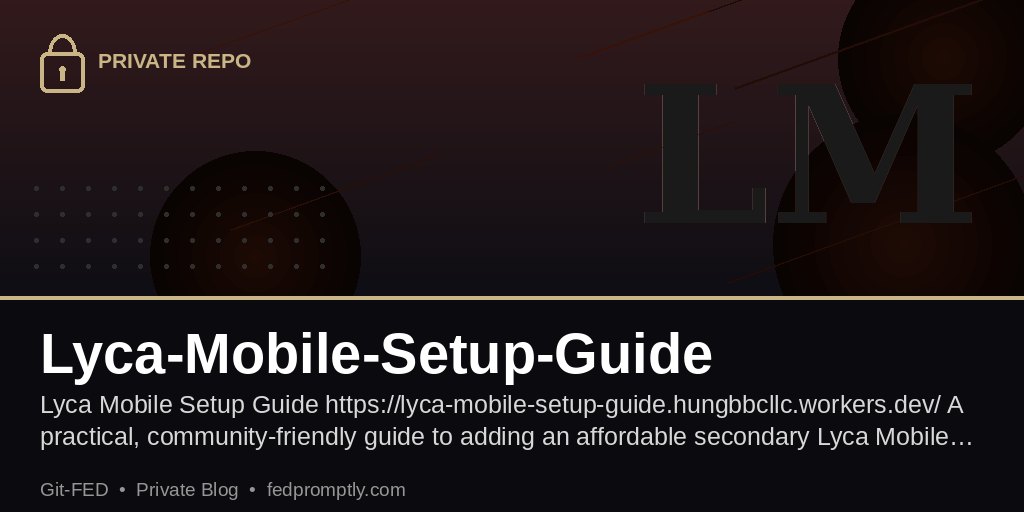 PRIVATE REPO
LM
Lyca-Mobile-Setup-Guide
Lyca Mobile Setup Guide https://lyca-mobile-setup-guide.hungbbcllc.workers.dev/ A
practical, community-friendly guide to adding an affordable secondary Lyca Mobile…
Git-FED • Private Blog • fedpromptly.com